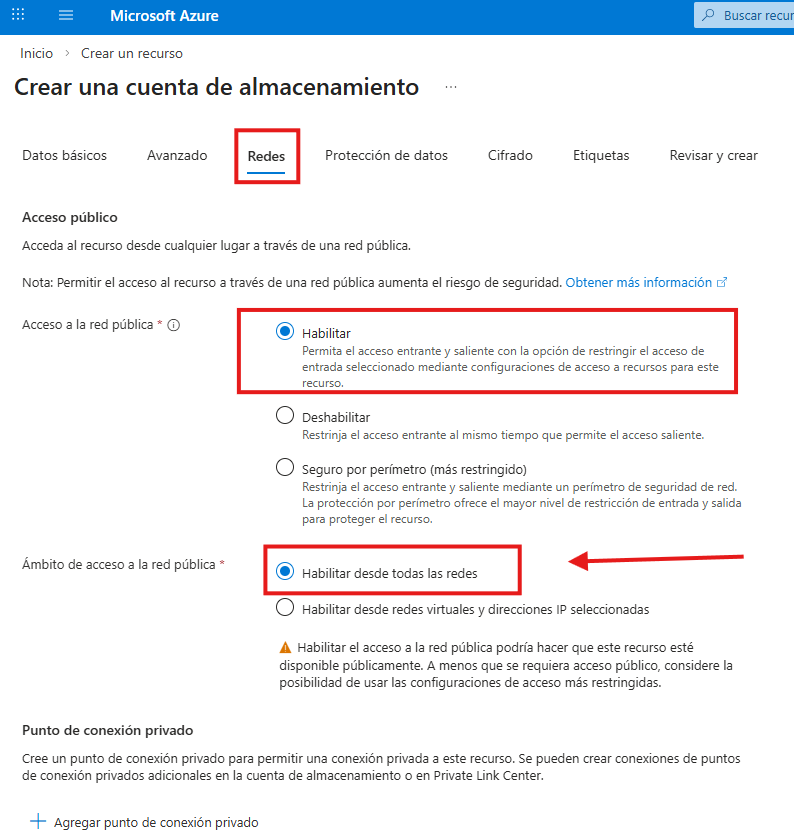 Microsoft Azure
Buscar recur
Inicio > Crear un recurso
Crear una cuenta de almacenamiento ...
Datos básicos Avanzado Redes Protección de datos Cifrado Etiquetas Revisar y crear
Acceso público
Acceda al recurso desde cualquier lugar a través de una red pública.
Nota: Permitir el acceso al recurso a través de una red pública aumenta el riesgo de seguridad. Obtener más información
Acceso a la red pública *
Habilitar
Permita el acceso entrante y saliente con la opción de restringir el acceso de
entrada seleccionado mediante configuraciones de acceso a recursos para este
recurso.
Deshabilitar
Restrinja el acceso entrante al mismo tiempo que permite el acceso saliente.
Seguro por perímetro (más restringido)
Restrinja el acceso entrante y saliente mediante un perímetro de seguridad de red.
La protección por perímetro ofrece el mayor nivel de restricción de entrada y salida
para proteger el recurso.
Ámbito de acceso a la red pública *
Habilitar desde todas las redes
Habilitar desde redes virtuales y direcciones IP seleccionadas
Habilitar el acceso a la red pública podría hacer que este recurso esté
disponible públicamente. A menos que se requiera acceso público, considere la
posibilidad de usar las configuraciones de acceso más restringidas.
Punto de conexión privado
Cree un punto de conexión privado para permitir una conexión privada a este recurso. Se pueden crear conexiones de puntos
de conexión privados adicionales en la cuenta de almacenamiento o en Private Link Center.
Agregar punto de conexión privado